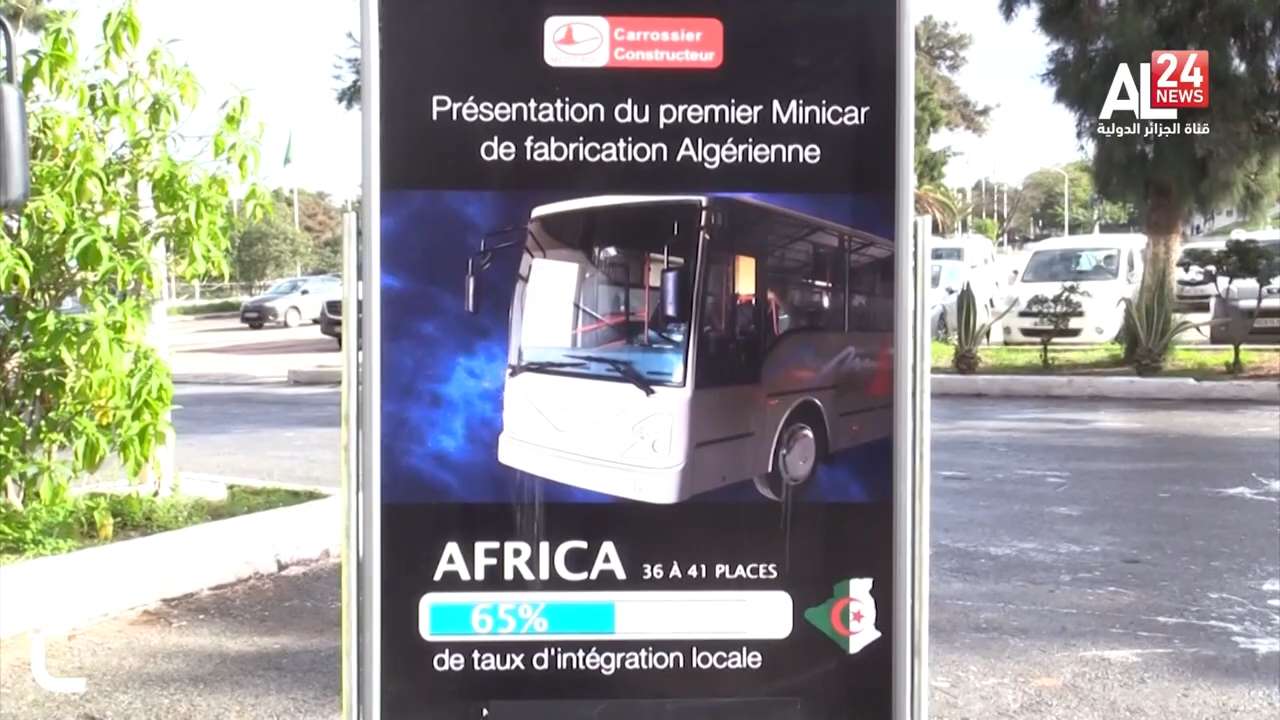 Carrossier
Constructeur
Présentation du premier Minicar
de fabrication Algérienne
AFRICA 36 À 41 PLACES
65%
de taux d'intégration locale
AL 24
NEWS
قناة الجزائر الدولية